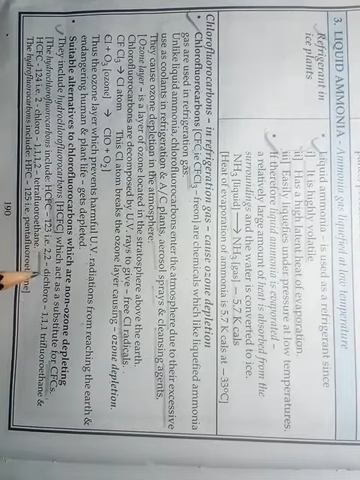 3. LIQUID AMMONIA - Ammonia gas liquefied at low temperature
Refrigerant in
ice plants
• Liquid ammonia - is used as a refrigerant since
i] It is highly volatile
ii] Has a high latent heat of evaporation.
iii] Easily liquefies under pressure at low temperatures.
• If therefore liquid ammonia is evaporated -
a relatively large amount of heat is absorbed from the
surroundings and the water is converted to ice.
NH₃ [liquid] → NH₃ [gas] – 5.7 K cals
[Heat of evaporation of ammonia is 5.7 K cals at – 33°C]
Chlorofluorocarbons – in refrigeration gas – cause ozone depletion
• Chlorofluorocarbons [CFC – CFCl₃ - freon] are chemicals which like liquefied ammonia
gas are used in refrigeration gas.
Unlike liquid ammonia, chlorofluorocarbons enter the atmosphere due to their excessive
use as coolants in refrigeration & A/C plants, aerosol sprays & cleansing agents.
They cause ozone depletion in the atmosphere.
[Ozone layer - is a layer of ozone located in the stratosphere above the earth.
Chlorofluorocarbons are decomposed by U.V. rays to give – free Cl radicals.
CF Cl₃ → Cl atom This Cl atom breaks the ozone layer causing – ozone depletion.
Cl + O₃ [ozone] → ClO + O₂]
Thus the ozone layer which prevents harmful U.V. radiations from reaching the earth &
endangering human & plant life - gets depleted.
• Suitable alternatives to chlorofluorocarbons which are non-ozone depleting
They include hydrofluorocarbons [HFC] & hydrochlorofluorocarbons [HCFC] which act as a substitute for CFCs.
[The hydrochlorofluorocarbons include: HCFC – 123 i.e. 2,2 – dichloro – 1,1,1 trifluoroethane &
HCFC – 124 i.e. 2 - chloro – 1,1,1,2 – tetrafluoroethane
The hydrofluorocarbons include: HFC – 125 i.e. pentafluoroethane]
190